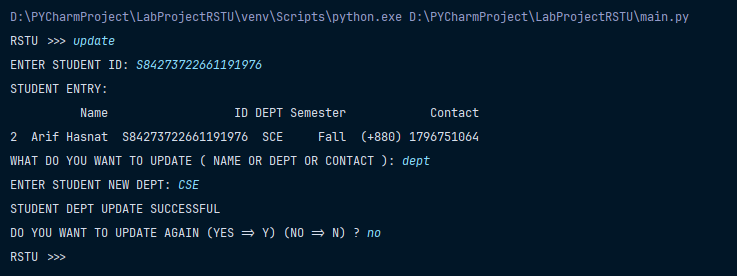 D:\PYCharmProject\LabProjectRSTU\venv\Scripts\python.exe D:\PYCharmProject\LabProjectRSTU\main.py
RSTU >>> update
ENTER STUDENT ID: S84273722661191976
STUDENT ENTRY:
Name ID DEPT Semester Contact
2 Arif Hasnat S84273722661191976 SCE Fall (+880) 1796751064
WHAT DO YOU WANT TO UPDATE ( NAME OR DEPT OR CONTACT ): dept
ENTER STUDENT NEW DEPT: CSE
STUDENT DEPT UPDATE SUCCESSFUL
DO YOU WANT TO UPDATE AGAIN (YES => Y) (NO => N) ? no
RSTU >>>